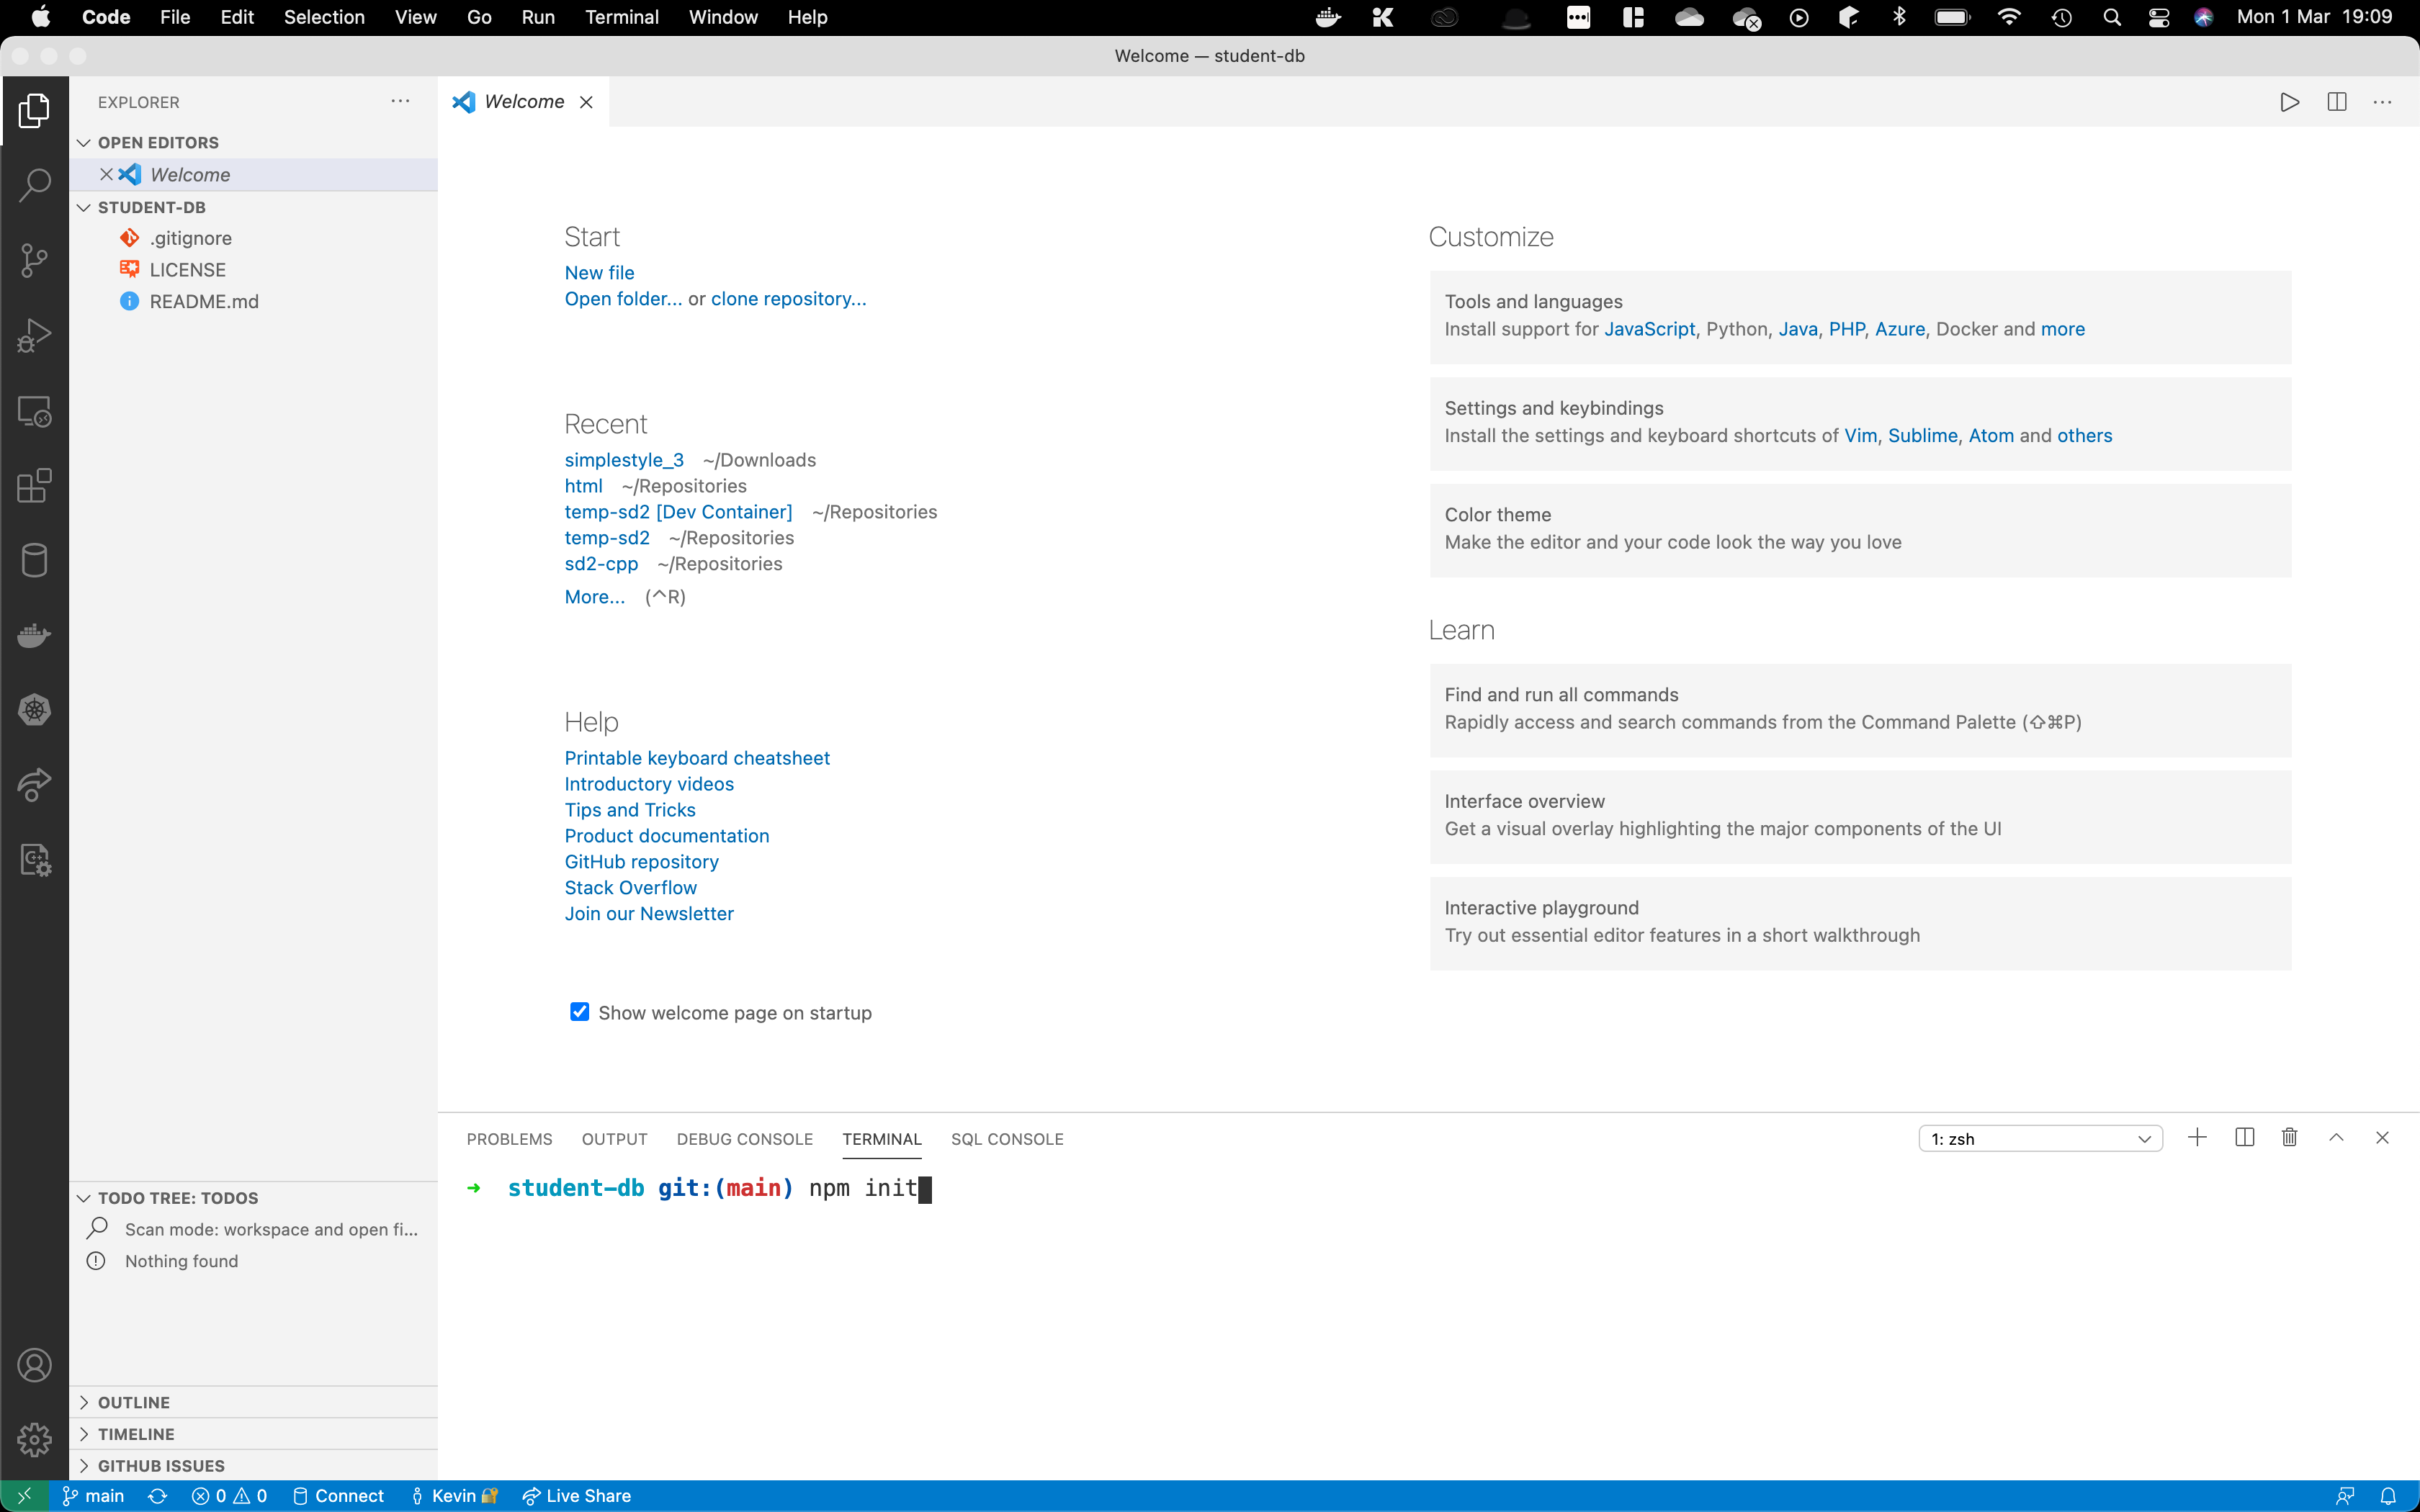 Code File Edit Selection View Go Run Terminal Window Help Mon 1 Mar 19:09
Welcome — student-db
EXPLORER
OPEN EDITORS
Welcome
STUDENT-DB
.gitignore
LICENSE
README.md
TODO TREE: TODOS
Scan mode: workspace and open fi...
Nothing found
OUTLINE
TIMELINE
GITHUB ISSUES
Welcome
Start
New file
Open folder... or clone repository...
Recent
simplestyle_3 ~/Downloads
html ~/Repositories
temp-sd2 [Dev Container] ~/Repositories
temp-sd2 ~/Repositories
sd2-cpp ~/Repositories
More... (^R)
Help
Printable keyboard cheatsheet
Introductory videos
Tips and Tricks
Product documentation
GitHub repository
Stack Overflow
Join our Newsletter
Show welcome page on startup
Customize
Tools and languages
Install support for JavaScript, Python, Java, PHP, Azure, Docker and more
Settings and keybindings
Install the settings and keyboard shortcuts of Vim, Sublime, Atom and others
Color theme
Make the editor and your code look the way you love
Learn
Find and run all commands
Rapidly access and search commands from the Command Palette (⇧⌘P)
Interface overview
Get a visual overlay highlighting the major components of the UI
Interactive playground
Try out essential editor features in a short walkthrough
PROBLEMS OUTPUT DEBUG CONSOLE TERMINAL SQL CONSOLE 1: zsh
➜ student-db git:(main) npm init
main 0 0 Connect Kevin Live Share